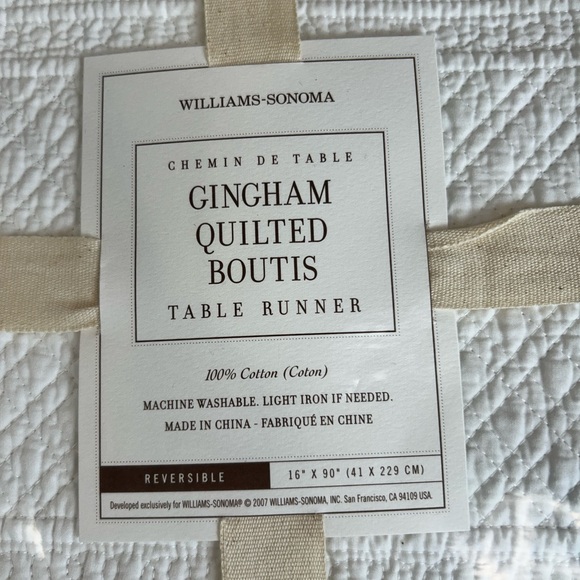 WILLIAMS-SONOMA
CHEMIN DE TABLE
GINGHAM
QUILTED
BOUTIS
TABLE RUNNER
100% Cotton (Coton)
MACHINE WASHABLE. LIGHT IRON IF NEEDED.
MADE IN CHINA - FABRIQUÉ EN CHINE
REVERSIBLE
16" X 90" (41 X 229 CM)
Developed exclusively for WILLIAMS-SONOMA® © 2007 WILLIAMS-SONOMA, INC. San Francisco, CA 94109 USA.